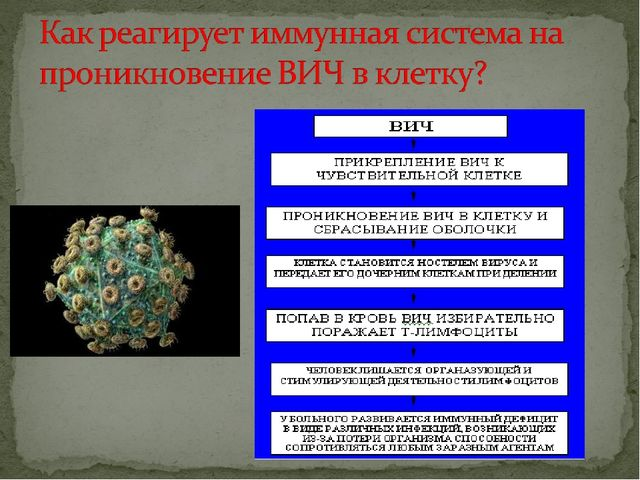 Как реагирует иммунная система на
проникновение ВИЧ в клетку?
ВИЧ
ПРИКРЕПЛЕНИЕ ВИЧ К
ЧУВСТВИТЕЛЬНОЙ КЛЕТКЕ
ПРОНИКНОВЕНИЕ ВИЧ В КЛЕТКУ И
СБРАСЫВАНИЕ ОБОЛОЧКИ
КЛЕТКА СТАНОВИТСЯ НОСТЕЛЕМ ВИРУСА И
ПЕРЕДАЕТ ЕГО ДОЧЕРНИМ КЛЕТКАМ ПРИ ДЕЛЕНИИ
ПОПАВ В КРОВЬ ВИЧ ИЗБИРАТЕЛЬНО
ПОРАЖАЕТ Т-ЛИМФОЦИТЫ
ЧЕЛОВЕК ЛИШАЕТСЯ ОРГАНАЗУЮЩЕЙ И
СТИМУЛИРУЮЩЕЙ ДЕЯТЕЛЬНОСТИ ЛИМФОЦИТОВ
У БОЛЬНОГО РАЗВИВАЕТСЯ ИММУННЫЙ ДЕФИЦИТ
В ВИДЕ РАЗЛИЧНЫХ ИНФЕКЦИЙ, ВОЗНИКАЮЩИХ
ИЗ-ЗА ПОТЕРИ ОРГАНИЗМА СПОСОБНОСТИ
СОПРОТИВЛЯТЬСЯ ЛЮБЫМ ЗАРАЗНЫМ АГЕНТАМ